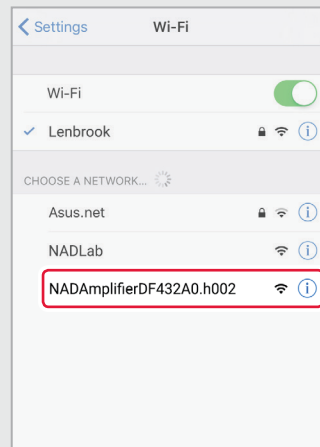 Settings Wi-Fi
Wi-Fi
Lenbrook
CHOOSE A NETWORK...
Asus.net
NADLab
NADAmplifierDF432A0.h002